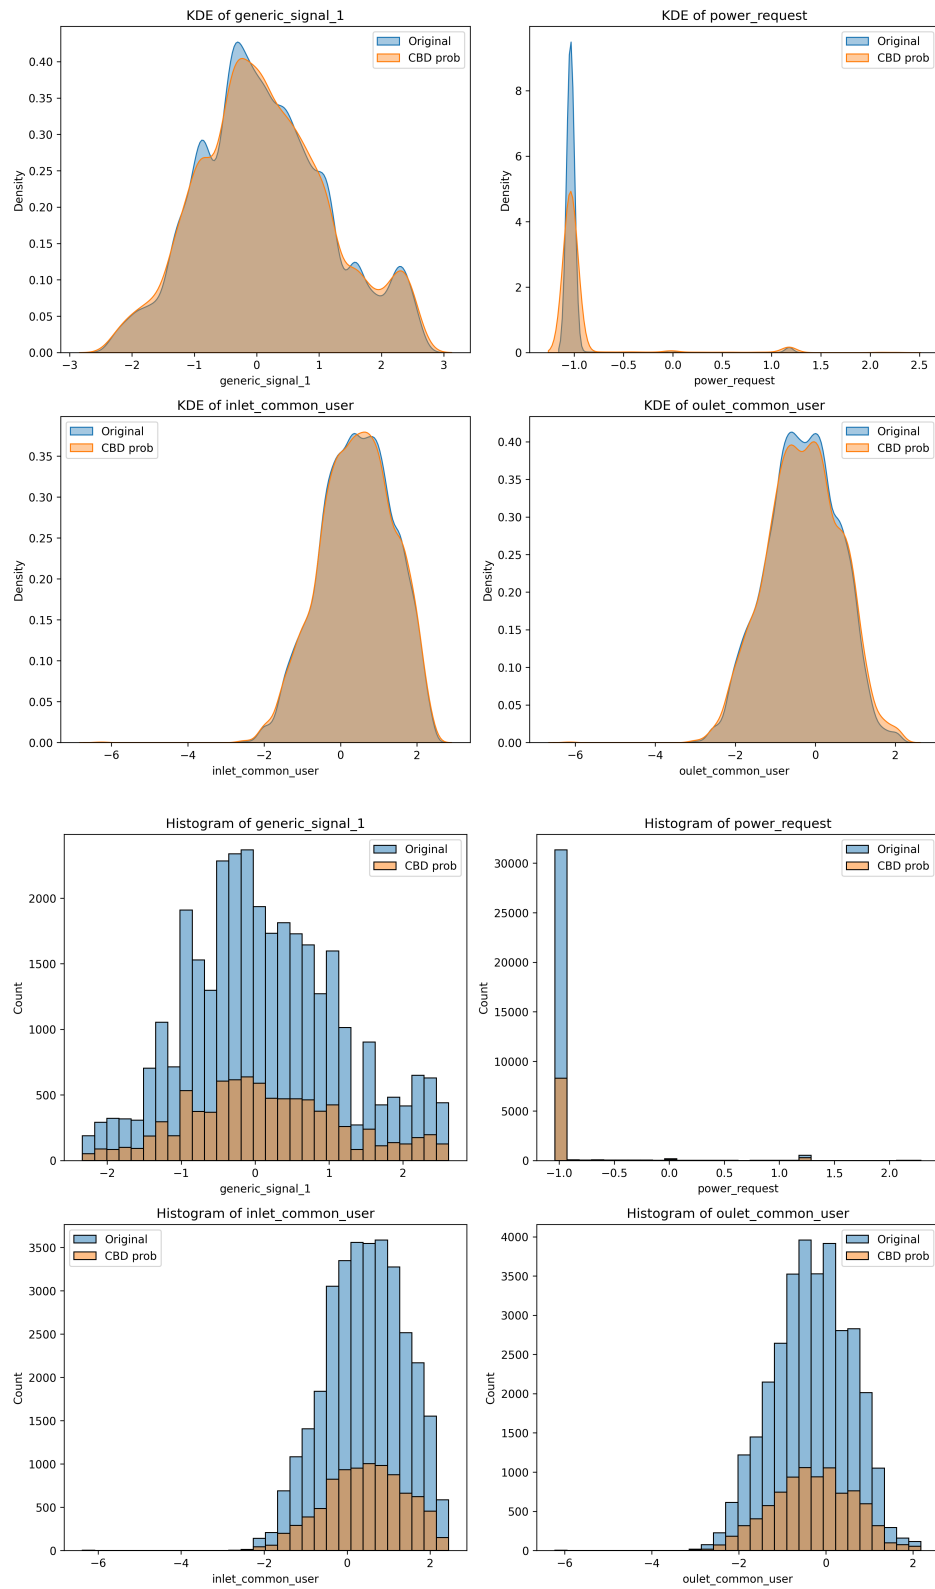 KDE of generic_signal_1
Original
CBD prob
Density
0.40
0.35
0.30
0.25
0.20
0.15
0.10
0.05
0.00
−3 −2 −1 0 1 2 3
generic_signal_1
KDE of power_request
Original
CBD prob
Density
8
6
4
2
0
−1.0 −0.5 0.0 0.5 1.0 1.5 2.0 2.5
power_request
KDE of inlet_common_user
Original
CBD prob
Density
0.35
0.30
0.25
0.20
0.15
0.10
0.05
0.00
−6 −4 −2 0 2
inlet_common_user
KDE of oulet_common_user
Original
CBD prob
Density
0.40
0.35
0.30
0.25
0.20
0.15
0.10
0.05
0.00
−6 −4 −2 0 2
oulet_common_user
Histogram of generic_signal_1
Original
CBD prob
Count
2000
1500
1000
500
0
−2 −1 0 1 2
generic_signal_1
Histogram of power_request
Original
CBD prob
Count
30000
25000
20000
15000
10000
5000
0
−1.0 −0.5 0.0 0.5 1.0 1.5 2.0
power_request
Histogram of inlet_common_user
Original
CBD prob
Count
3500
3000
2500
2000
1500
1000
500
0
−6 −4 −2 0 2
inlet_common_user
Histogram of oulet_common_user
Original
CBD prob
Count
4000
3500
3000
2500
2000
1500
1000
500
0
−6 −4 −2 0 2
oulet_common_user